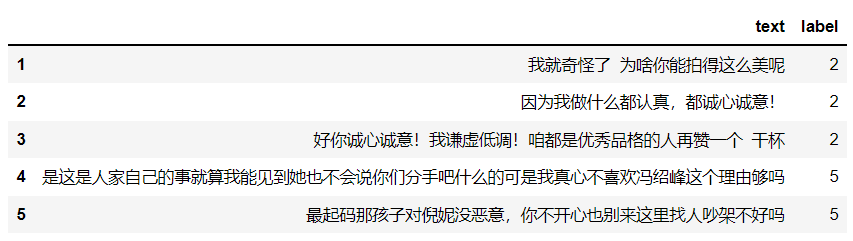 text label
1 我就奇怪了 为啥你能拍得这么美呢 2
2 因为我做什么都认真，都诚心诚意！ 2
3 好你诚心诚意！我谦虚低调！咱都是优秀品格的人再赞一个 干杯 2
4 是这是人家自己的事就算我能见到她也不会说你们分手吧什么的可是我真心不喜欢冯绍峰这个理由够吗 5
5 最起码那孩子对倪妮没恶意，你不开心也别来这里找人吵架不好吗 5